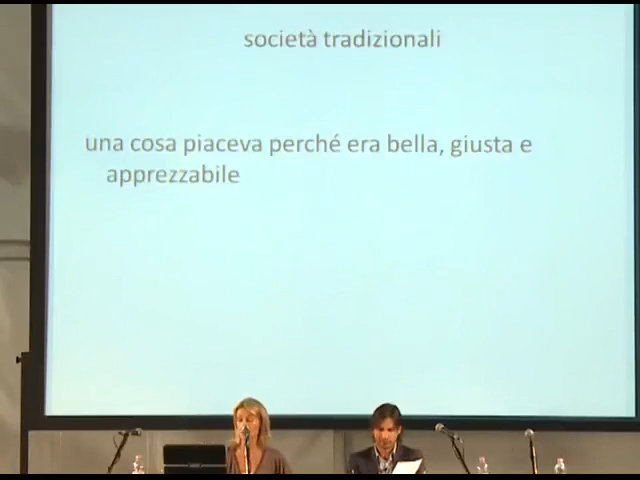 società tradizionali
una cosa piaceva perché era bella, giusta e
apprezzabile